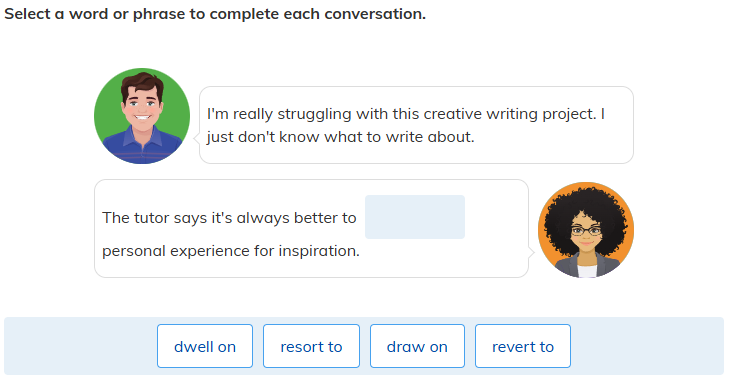 Select a word or phrase to complete each conversation.
I'm really struggling with this creative writing project. I
just don't know what to write about.
The tutor says it's always better to
personal experience for inspiration.
dwell on
resort to
draw on
revert to